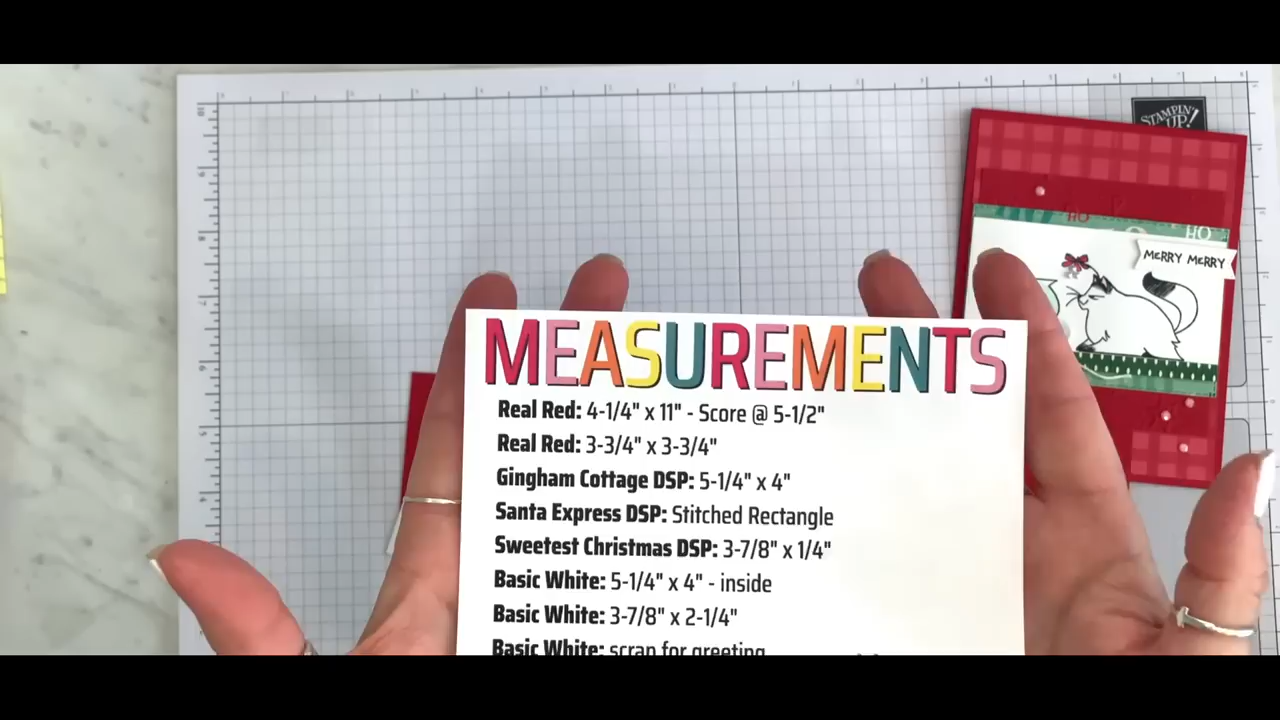 STAMPIN'
UP!
HO
HO
MERRY MERRY
MEASUREMENTS
Real Red: 4-1/4" x 11" - Score @ 5-1/2"
Real Red: 3-3/4" x 3-3/4"
Gingham Cottage DSP: 5-1/4" x 4"
Santa Express DSP: Stitched Rectangle
Sweetest Christmas DSP: 3-7/8" x 1/4"
Basic White: 5-1/4" x 4" - inside
Basic White: 3-7/8" x 2-1/4"
Basic White: scrap for greeting